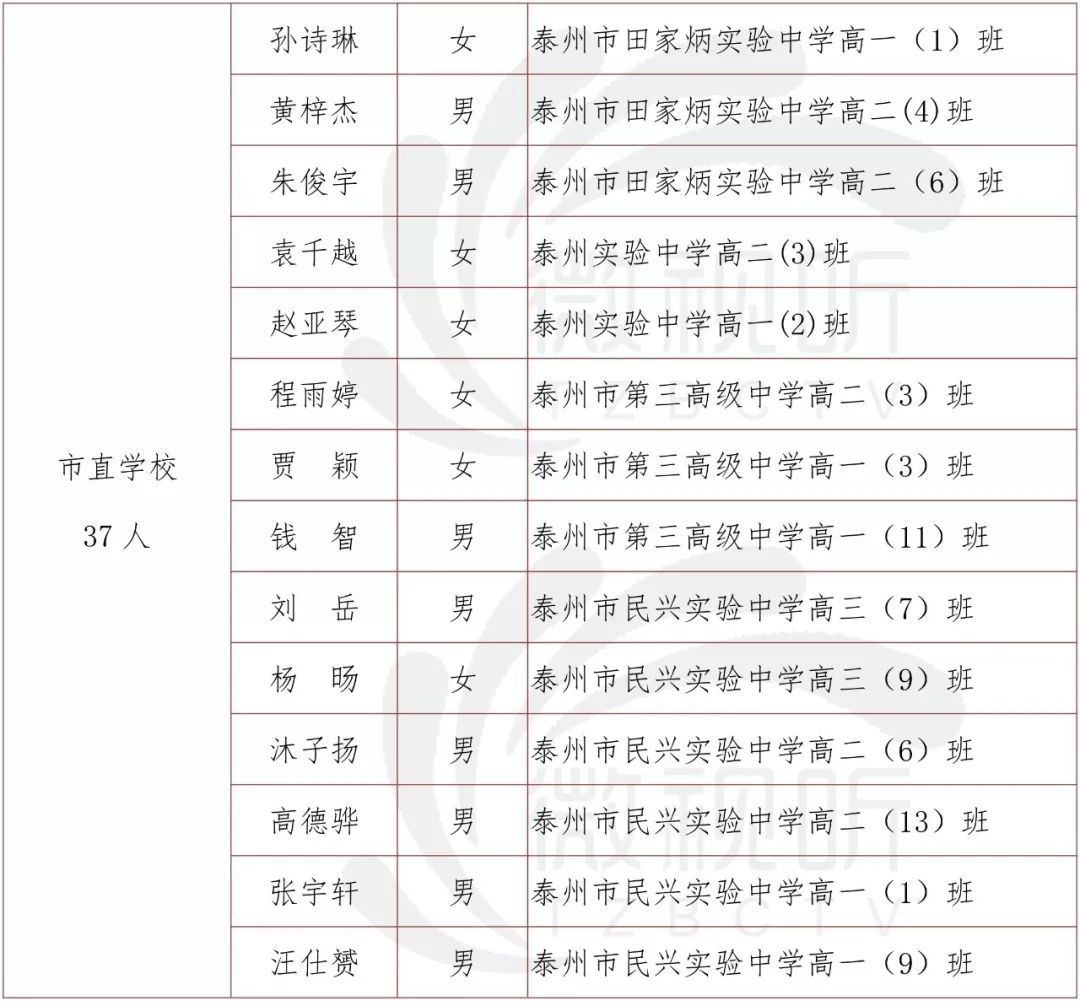 孙诗琳 女 泰州市田家炳实验中学高一（1）班
黄梓杰 男 泰州市田家炳实验中学高二(4)班
朱俊宇 男 泰州市田家炳实验中学高二（6）班
袁千越 女 泰州实验中学高二(3)班
赵亚琴 女 泰州实验中学高一(2)班
程雨婷 女 泰州市第三高级中学高二（3）班
市直学校
37 人
贾　颖 女 泰州市第三高级中学高一（3）班
钱　智 男 泰州市第三高级中学高一（11）班
刘　岳 男 泰州市民兴实验中学高三（7）班
杨　旸 女 泰州市民兴实验中学高三（9）班
沐子扬 男 泰州市民兴实验中学高二（6）班
高德骅 男 泰州市民兴实验中学高二（13）班
张宇轩 男 泰州市民兴实验中学高一（1）班
汪仕赟 男 泰州市民兴实验中学高一（9）班
微视听
TZBCTV
微视听
TZBCTV